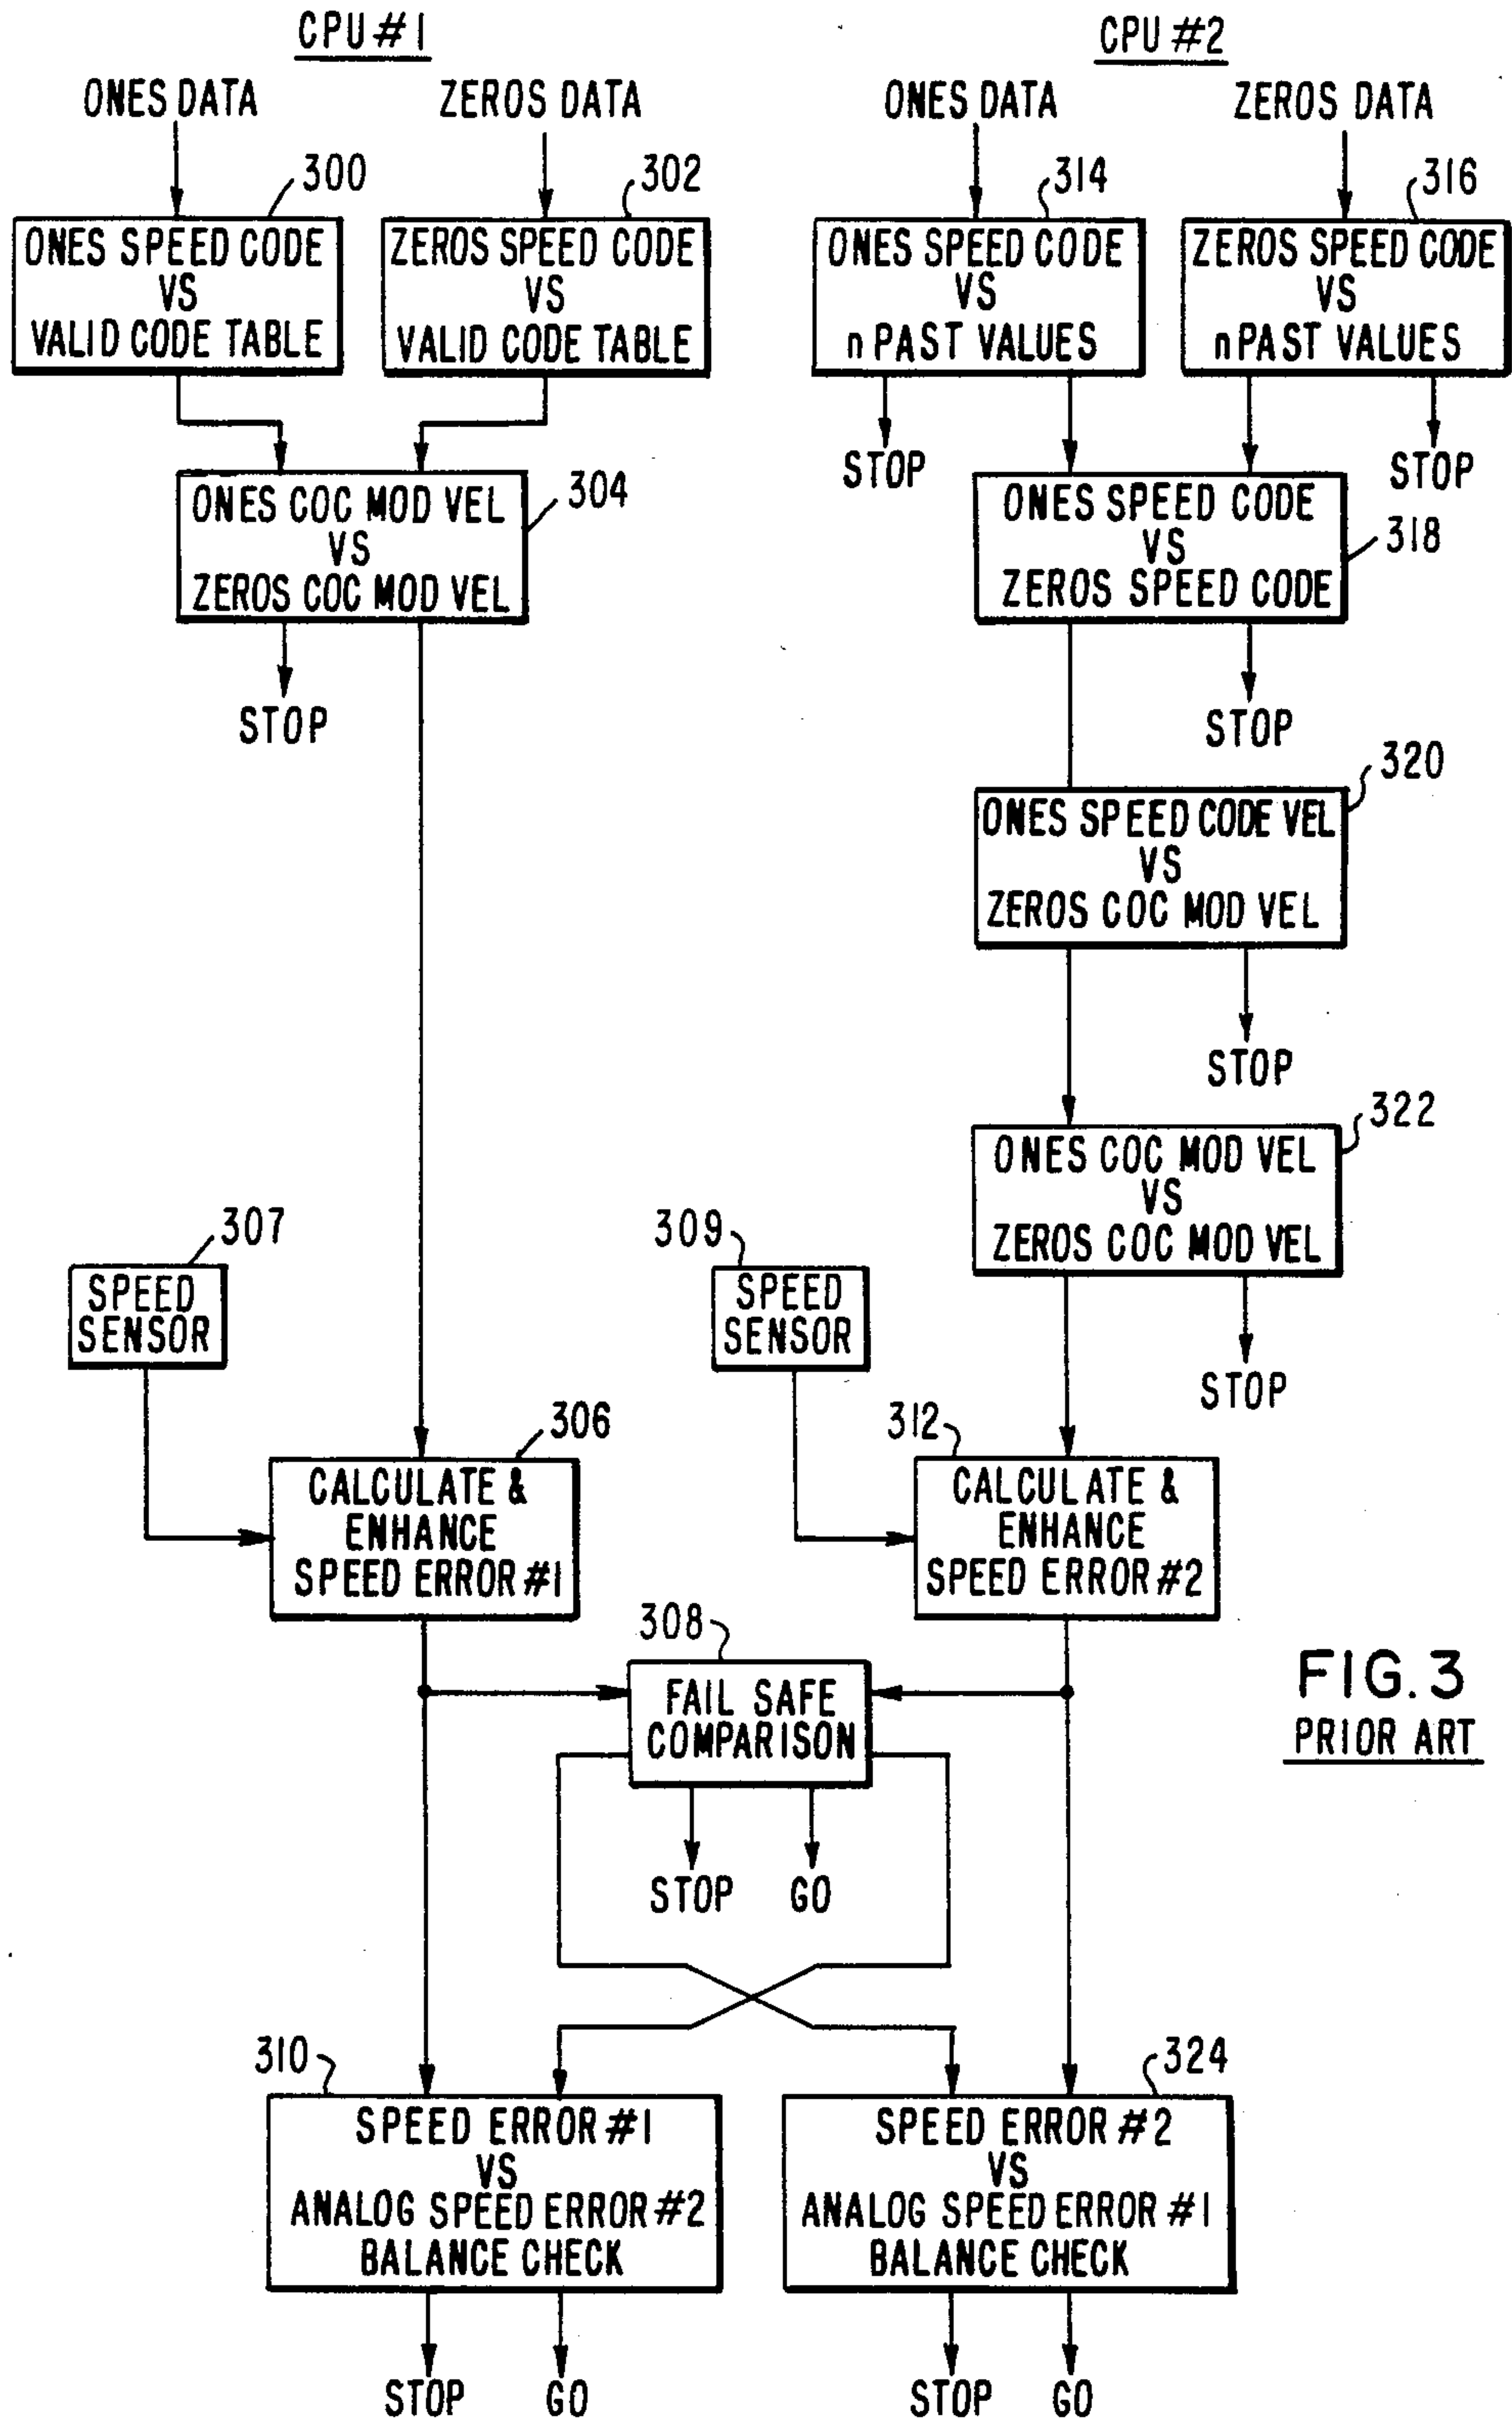 CPU #1
CPU #2
ONES DATA
ZEROS DATA
ONES DATA
ZEROS DATA
300
302
314
316
ONES SPEED CODE
VS
VALID CODE TABLE
ZEROS SPEED CODE
VS
VALID CODE TABLE
ONES SPEED CODE
VS
n PAST VALUES
ZEROS SPEED CODE
VS
n PAST VALUES
STOP
STOP
304
ONES COC MOD VEL
VS
ZEROS COC MOD VEL
318
ONES SPEED CODE
VS
ZEROS SPEED CODE
STOP
STOP
320
ONES SPEED CODE VEL
VS
ZEROS COC MOD VEL
STOP
322
ONES COC MOD VEL
VS
ZEROS COC MOD VEL
STOP
307
SPEED
SENSOR
309
SPEED
SENSOR
306
CALCULATE &
ENHANCE
SPEED ERROR #1
312
CALCULATE &
ENHANCE
SPEED ERROR #2
308
FAIL SAFE
COMPARISON
STOP
GO
FIG. 3
PRIOR ART
310
SPEED ERROR #1
VS
ANALOG SPEED ERROR #2
BALANCE CHECK
324
SPEED ERROR #2
VS
ANALOG SPEED ERROR #1
BALANCE CHECK
STOP
GO
STOP
GO